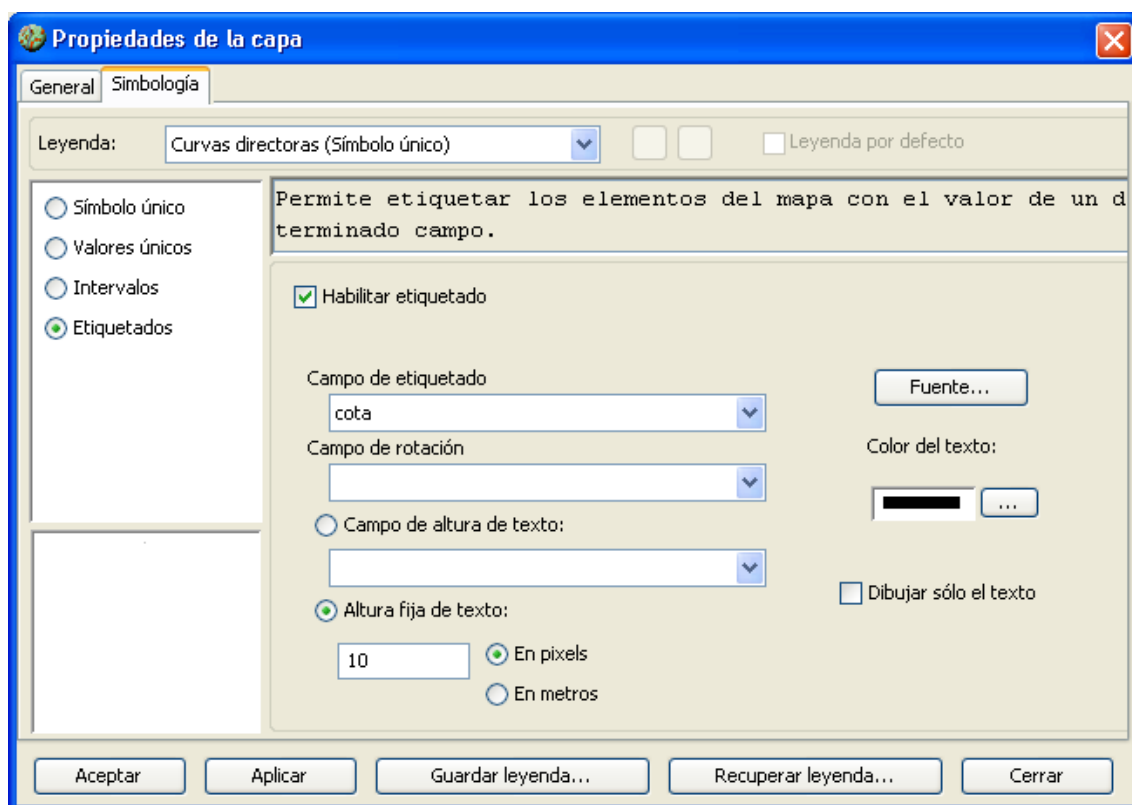 Propiedades de la capa
General Simbología
Leyenda: Curvas directoras (Símbolo único) Leyenda por defecto
Símbolo único
Valores únicos
Intervalos
Etiquetados
Permite etiquetar los elementos del mapa con el valor de un d
terminado campo.
Habilitar etiquetado
Campo de etiquetado
cota
Campo de rotación
Campo de altura de texto:
Altura fija de texto:
10
En pixels
En metros
Fuente...
Color del texto:
...
Dibujar sólo el texto
Aceptar Aplicar Guardar leyenda... Recuperar leyenda... Cerrar